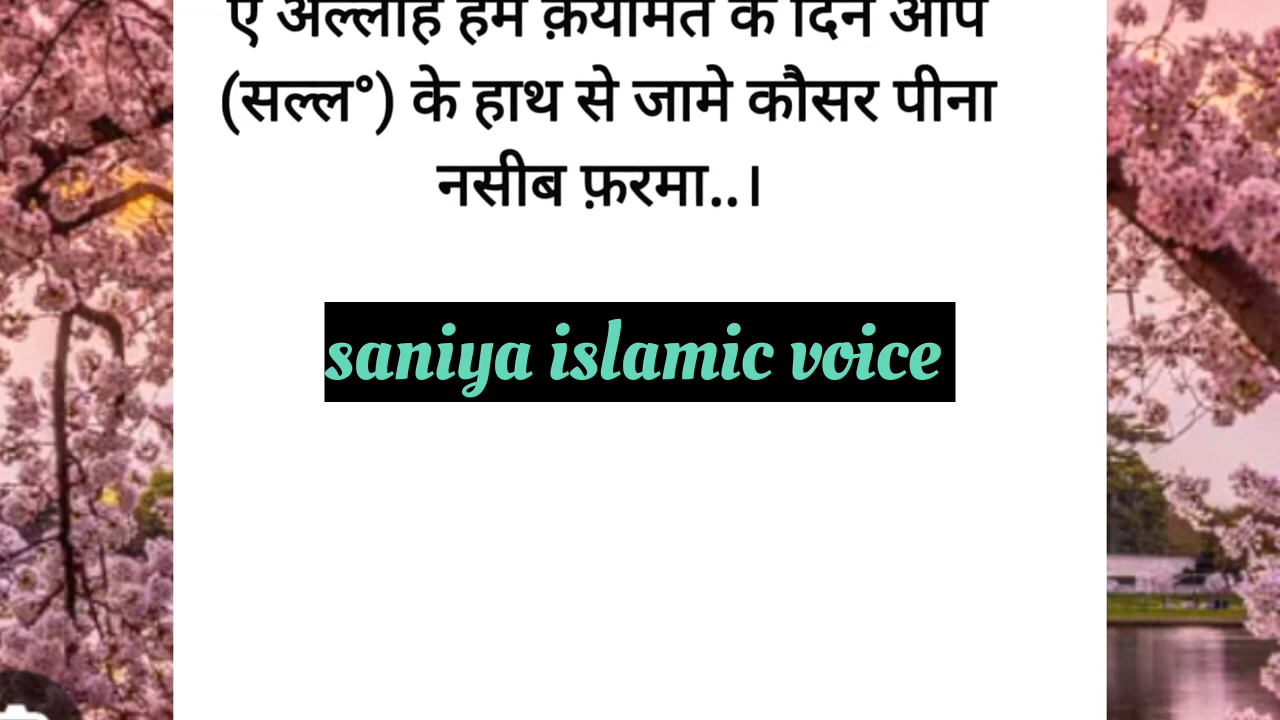 ऐ अल्लाह हमें क़यामत के दिन आप
(सल्ल°) के हाथ से जामे कौसर पीना
नसीब फ़रमा..।
saniya islamic voice